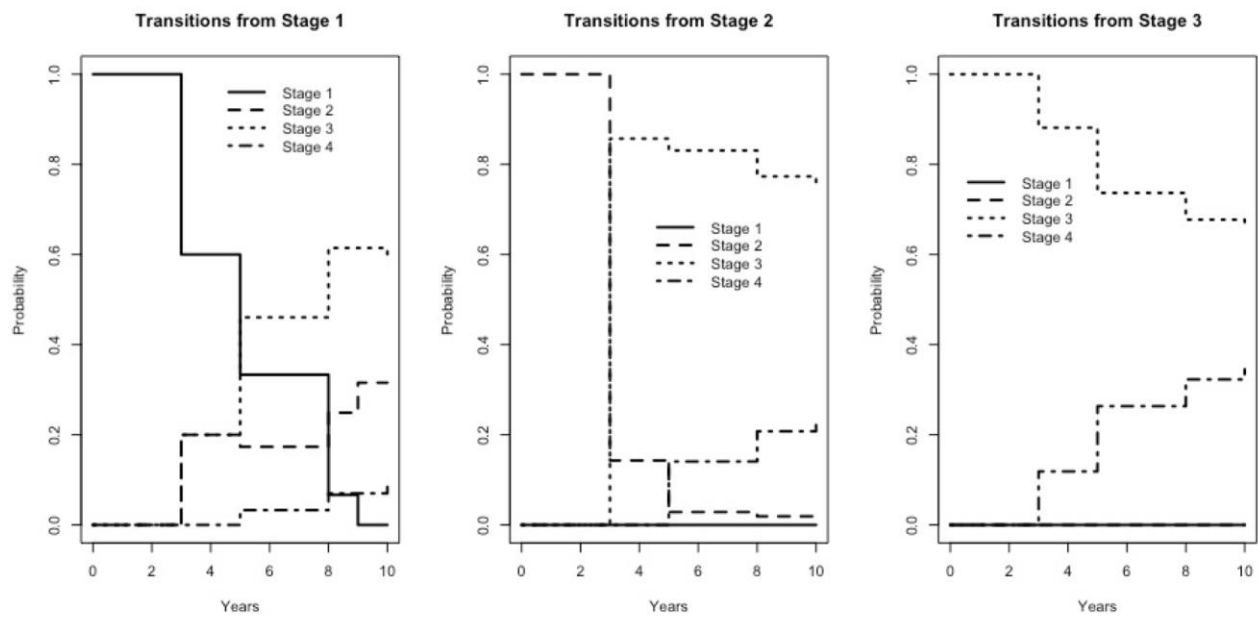 Transitions from Stage 1
Probability
1.0
0.8
0.6
0.4
0.2
0.0
Stage 1
Stage 2
Stage 3
Stage 4
0 2 4 6 8 10
Years
Transitions from Stage 2
Probability
1.0
0.8
0.6
0.4
0.2
0.0
Stage 1
Stage 2
Stage 3
Stage 4
0 2 4 6 8 10
Years
Transitions from Stage 3
Probability
1.0
0.8
0.6
0.4
0.2
0.0
Stage 1
Stage 2
Stage 3
Stage 4
0 2 4 6 8 10
Years